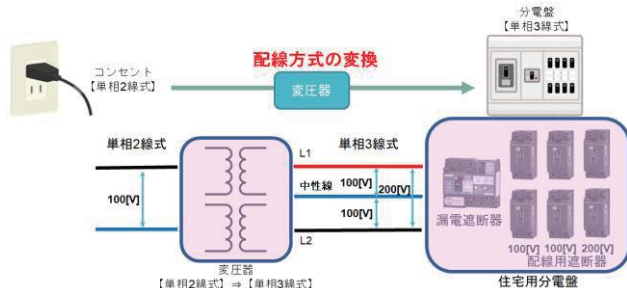 分電盤
【単相3線式】
配線方式の変換
コンセント
【単相2線式】
変圧器
単相2線式
単相3線式
L1
100[V]
中性線
100[V]
200[V]
100[V]
L2
漏電遮断器
100[V]
100[V]
200[V]
配線用遮断器
変圧器
【単相2線式】⇒【単相3線式】
住宅用分電盤